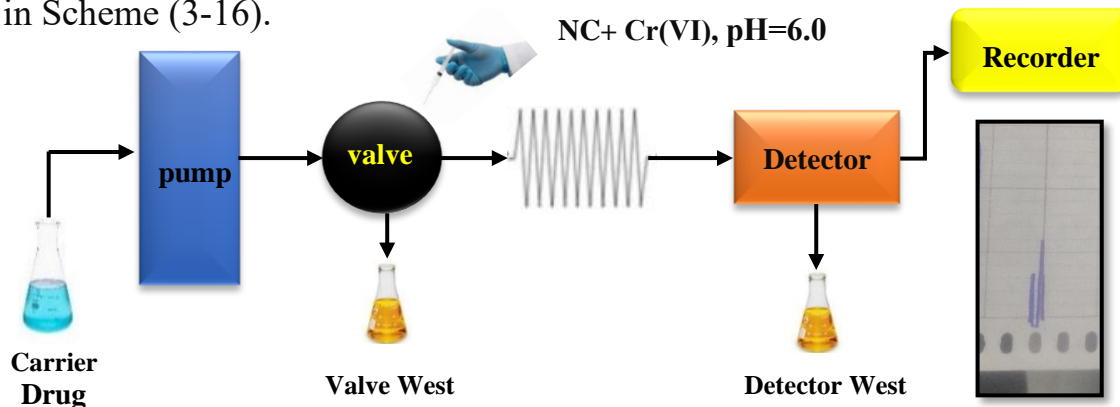 in Scheme (3-16).
NC+ Cr(VI), pH=6.0
Recorder
valve
Detector
pump
Carrier
Drug
Valve West
Detector West